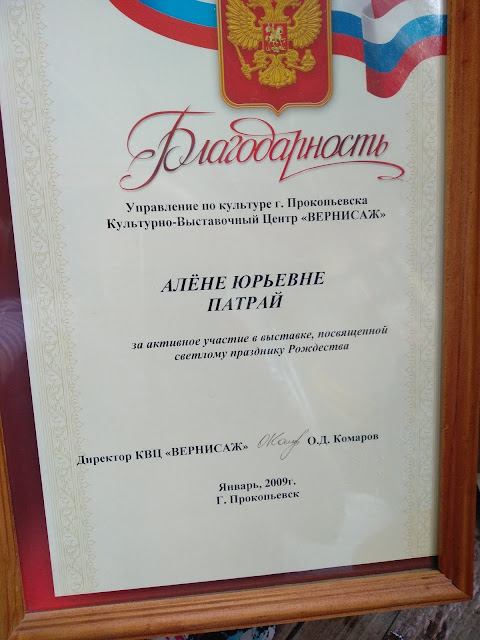 Благодарность
Управление по культуре г. Прокопьевска
Культурно-Выставочный Центр «ВЕРНИСАЖ»
АЛЁНЕ ЮРЬЕВНЕ
ПАТРАЙ
за активное участие в выставке, посвященной
светлому празднику Рождества
Директор КВЦ «ВЕРНИСАЖ» О.Д. Комаров
Январь, 2009г.
Г. Прокопьевск